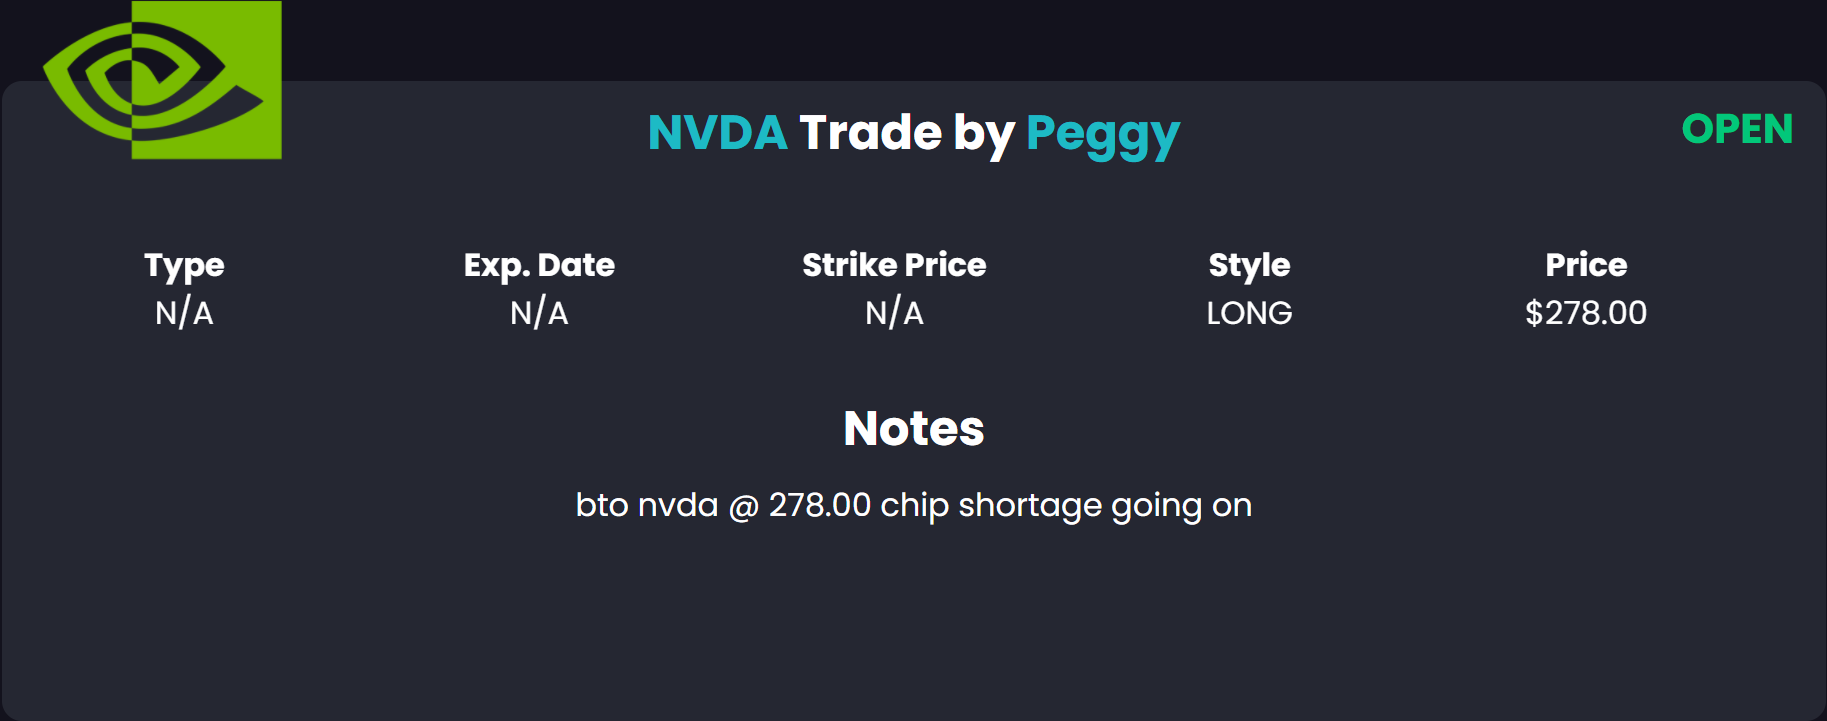 NVDA Trade by Peggy
OPEN
Type Exp. Date Strike Price Style Price
N/A N/A N/A LONG $278.00
Notes
bto nvda @ 278.00 chip shortage going on